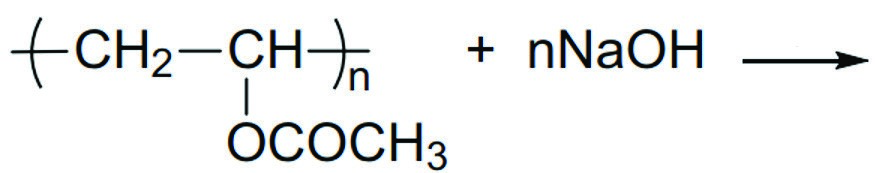 (CH2—CH)n + nNaOH ⟶
OCOCH3